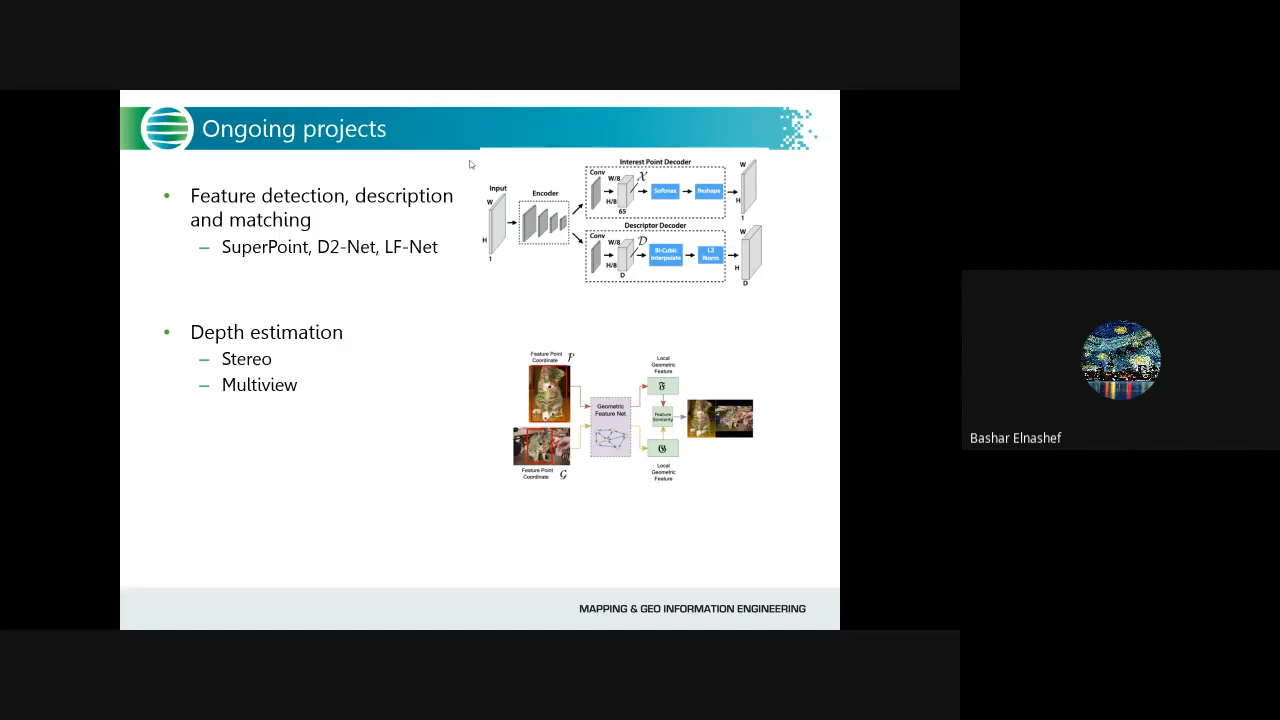 Ongoing projects
• Feature detection, description
and matching
– SuperPoint, D2-Net, LF-Net
• Depth estimation
– Stereo
– Multiview
Interest Point Decoder
Input
W
H
1
Encoder
Conv
W/8
X
H/8
65
Softmax
Reshape
W
H
1
Descriptor Decoder
Conv
W/8
D
H/8
D
Bi-Cubic
Interpolate
L2
Norm
W
H
D
Feature Point
Coordinate
Geometric
Feature Net
Feature Point
Coordinate G
Local
Geometric
Feature
Feature
Similarity
Local
Geometric
Feature
MAPPING & GEO INFORMATION ENGINEERING
Bashar Elnashef